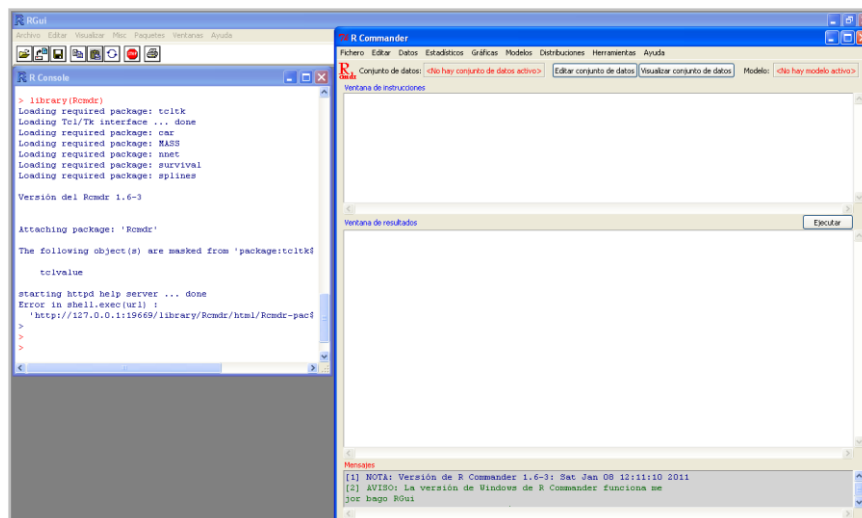 RGui
Archivo Editar Visualizar Misc Paquetes Ventanas Ayuda
STOP
R Console
> library(Rcmdr)
Loading required package: tcltk
Loading Tcl/Tk interface ... done
Loading required package: car
Loading required package: MASS
Loading required package: nnet
Loading required package: survival
Loading required package: splines
Versión del Rcmdr 1.6-3
Attaching package: 'Rcmdr'
The following object(s) are masked from 'package:tcltk$
tclvalue
starting httpd help server ... done
Error in shell.exec(url) :
'http://127.0.0.1:19669/library/Rcmdr/html/Rcmdr-pac$
>
>
>
R Commander
Fichero Editar Datos Estadísticos Gráficas Modelos Distribuciones Herramientas Ayuda
R cmdr Conjunto de datos: <No hay conjunto de datos activo> Editar conjunto de datos Visualizar conjunto de datos Modelo: <No hay modelo activo>
Ventana de instrucciones
Ventana de resultados Ejecutar
Mensajes
[1] NOTA: Versión de R Commander 1.6-3: Sat Jan 08 12:11:10 2011
[2] AVISO: La versión de Windows de R Commander funciona me
jor bago RGui